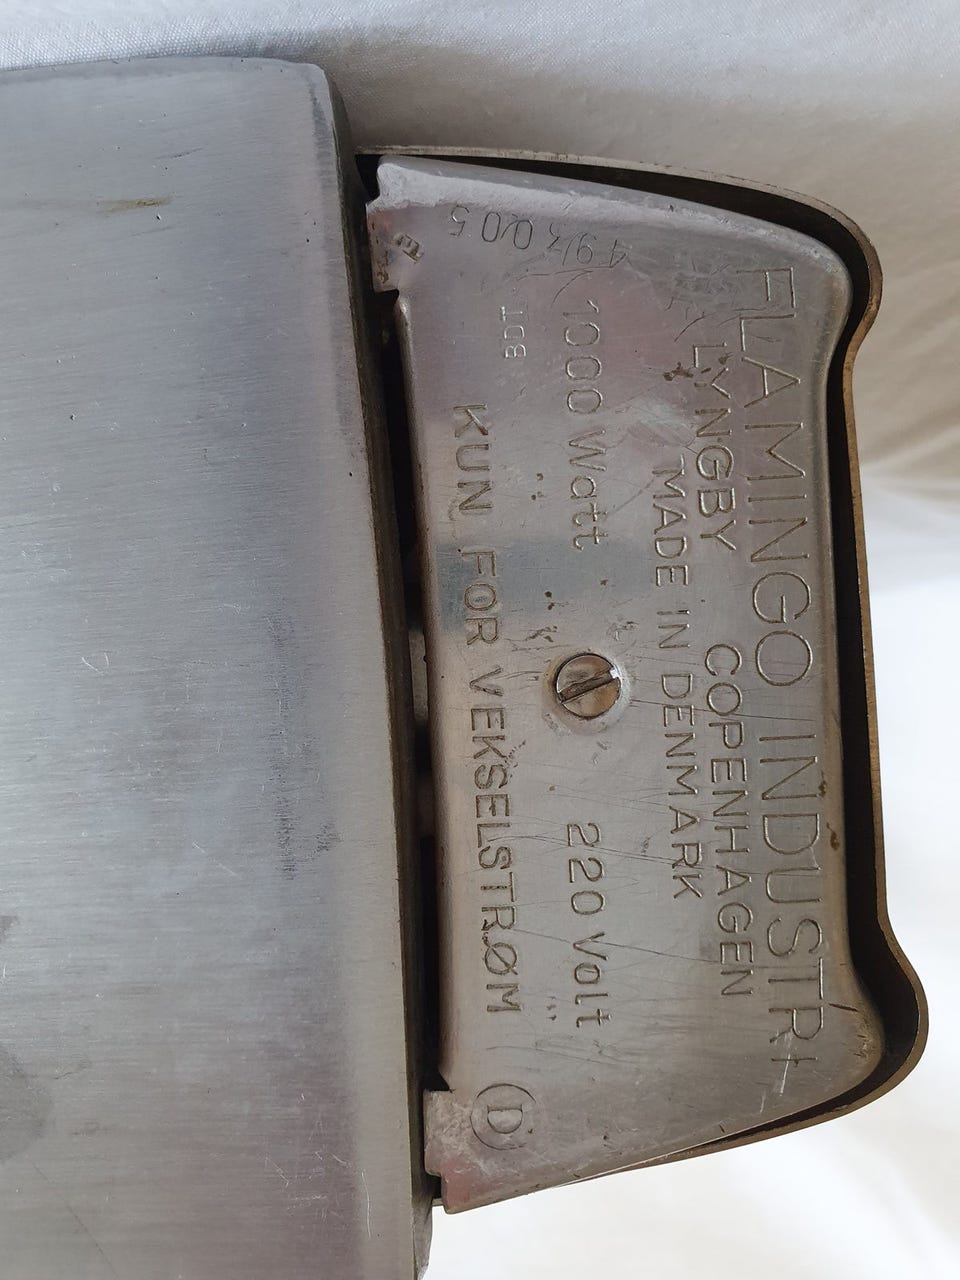 FLAMINGO INDUSTRI
LYNGBY COPENHAGEN
MADE IN DENMARK
1000 Watt 220 Volt
KUN FOR VEKSELSTRØM
D